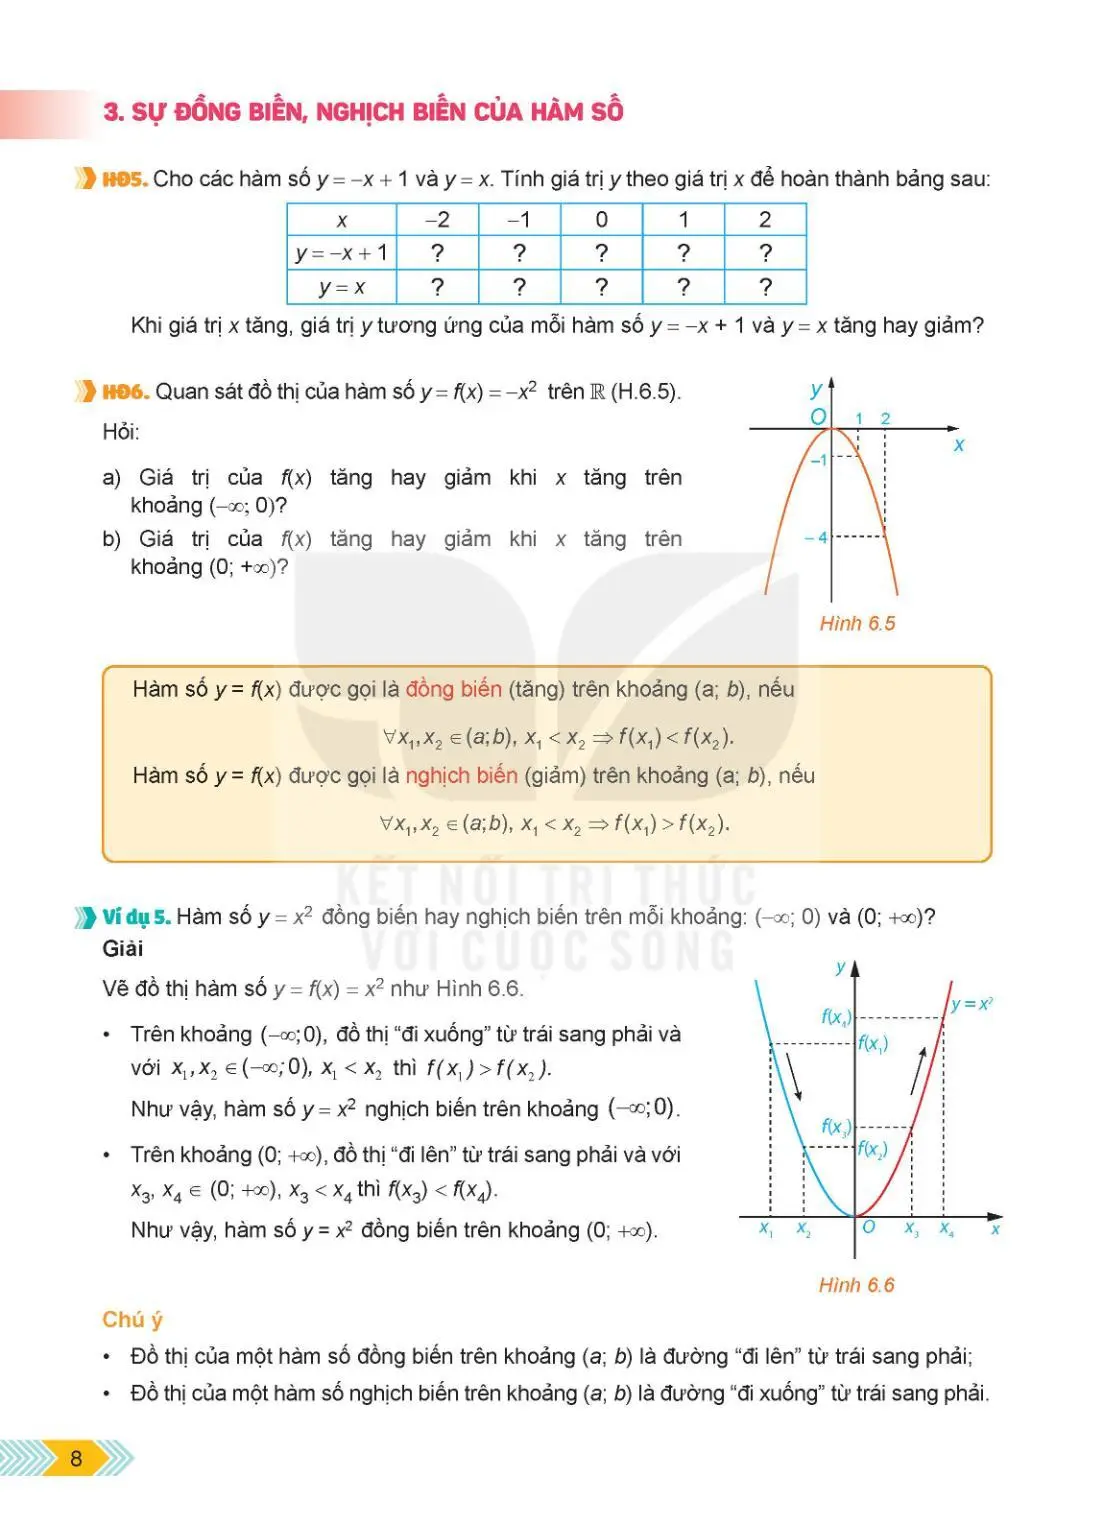 3. SỰ ĐỒNG BIẾN, NGHỊCH BIẾN CỦA HÀM SỐ
HĐ5. Cho các hàm số y = –x + 1 và y = x. Tính giá trị y theo giá trị x để hoàn thành bảng sau:
x –2 –1 0 1 2
y = –x + 1 ? ? ? ? ?
y = x ? ? ? ? ?
Khi giá trị x tăng, giá trị y tương ứng của mỗi hàm số y = –x + 1 và y = x tăng hay giảm?
HĐ6. Quan sát đồ thị của hàm số y = f(x) = –x² trên ℝ (H.6.5).
Hỏi:
a) Giá trị của f(x) tăng hay giảm khi x tăng trên
khoảng (–∞; 0)?
b) Giá trị của f(x) tăng hay giảm khi x tăng trên
khoảng (0; +∞)?
y
O 1 2
x
–1
– 4
Hình 6.5
Hàm số y = f(x) được gọi là đồng biến (tăng) trên khoảng (a; b), nếu
∀x₁, x₂ ∈ (a; b), x₁ < x₂ ⇒ f(x₁) < f(x₂).
Hàm số y = f(x) được gọi là nghịch biến (giảm) trên khoảng (a; b), nếu
∀x₁, x₂ ∈ (a; b), x₁ < x₂ ⇒ f(x₁) > f(x₂).
KẾT NỐI TRI THỨC
VỚI CUỘC SỐNG
Ví dụ 5. Hàm số y = x² đồng biến hay nghịch biến trên mỗi khoảng: (–∞; 0) và (0; +∞)?
Giải
Vẽ đồ thị hàm số y = f(x) = x² như Hình 6.6.
• Trên khoảng (–∞; 0), đồ thị “đi xuống” từ trái sang phải và
với x₁, x₂ ∈ (–∞; 0), x₁ < x₂ thì f(x₁) > f(x₂).
Như vậy, hàm số y = x² nghịch biến trên khoảng (–∞; 0).
• Trên khoảng (0; +∞), đồ thị “đi lên” từ trái sang phải và với
x₃, x₄ ∈ (0; +∞), x₃ < x₄ thì f(x₃) < f(x₄).
Như vậy, hàm số y = x² đồng biến trên khoảng (0; +∞).
y
y = x²
f(x₄)
f(x₁)
f(x₃)
f(x₂)
x₁ x₂ O x₃ x₄ x
Hình 6.6
Chú ý
• Đồ thị của một hàm số đồng biến trên khoảng (a; b) là đường “đi lên” từ trái sang phải;
• Đồ thị của một hàm số nghịch biến trên khoảng (a; b) là đường “đi xuống” từ trái sang phải.
8